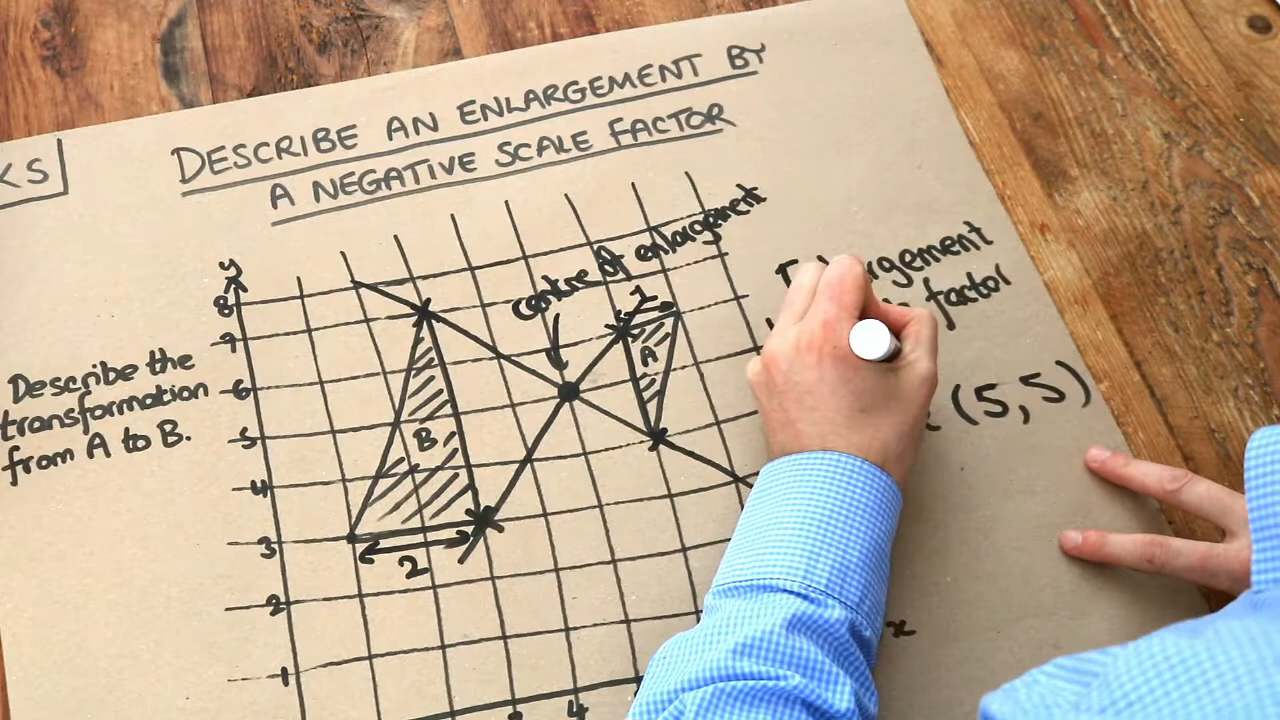 KS
DESCRIBE AN ENLARGEMENT BY
A NEGATIVE SCALE FACTOR
Describe the
transformation
from A to B.
y
8
7
6
5
4
3
2
1
4
x
centre of enlargement
1
A
B
2
factor
(5,5)